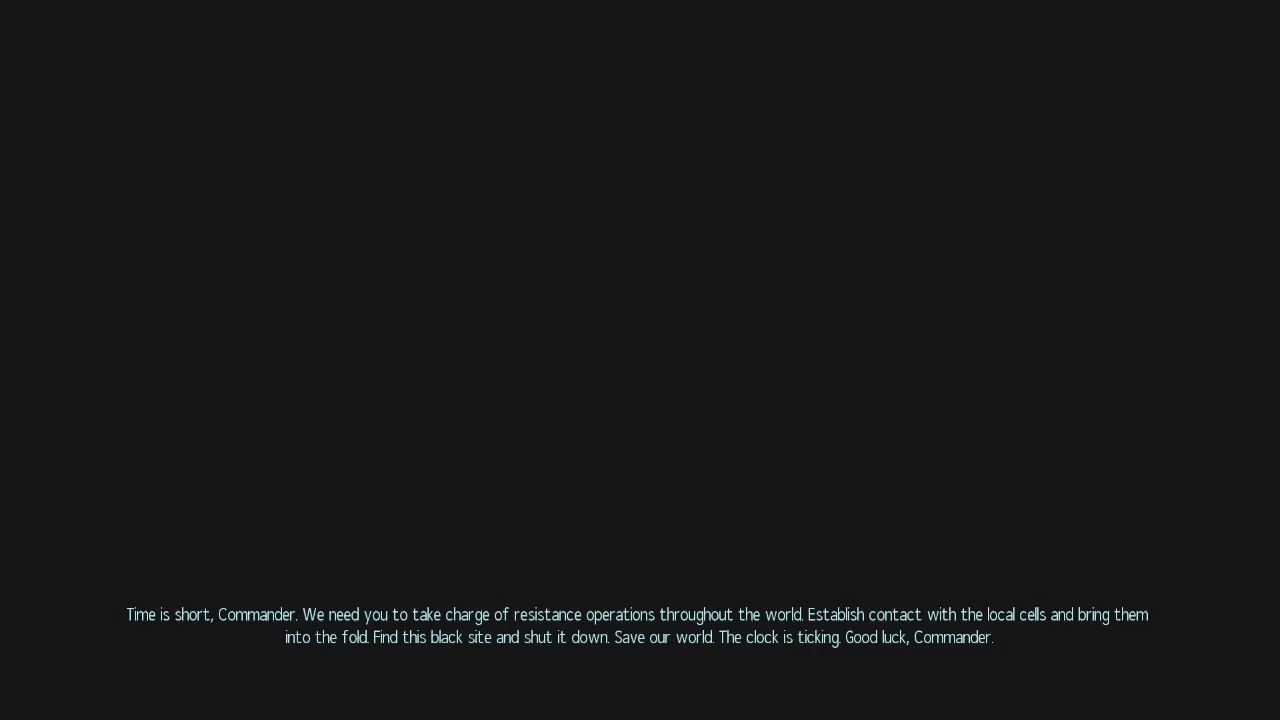 Time is short, Commander. We need you to take charge of resistance operations throughout the world. Establish contact with the local cells and bring them
into the fold. Find this black site and shut it down. Save our world. The clock is ticking. Good luck, Commander.